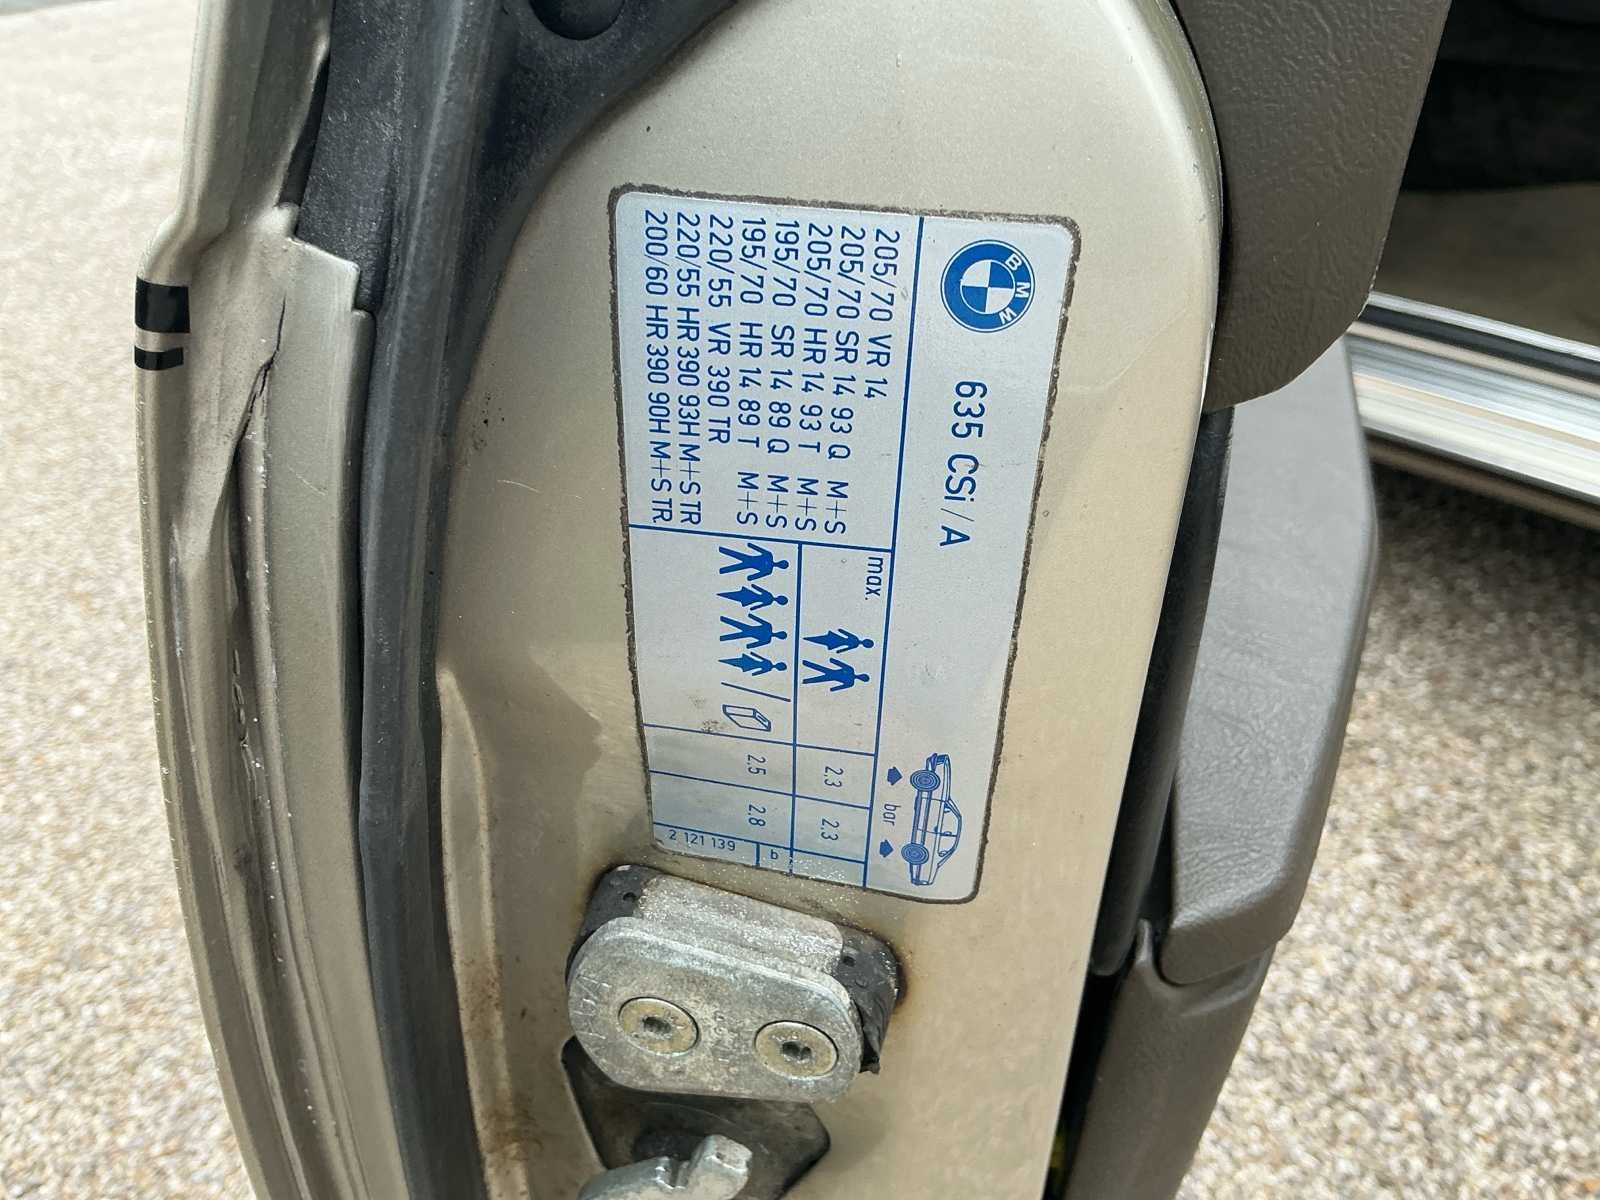 BMW
635 CSi/A
205/70 VR 14
205/70 SR 14 93 Q M+S
205/70 HR 14 93 T M+S
195/70 SR 14 89 Q M+S
195/70 HR 14 89 T M+S
220/55 VR 390 TR
220/55 HR 390 93H M+S TR
200/60 HR 390 90H M+S TR
max.
bar
2,3 2,3
2,5 2,8
2 121 139 b